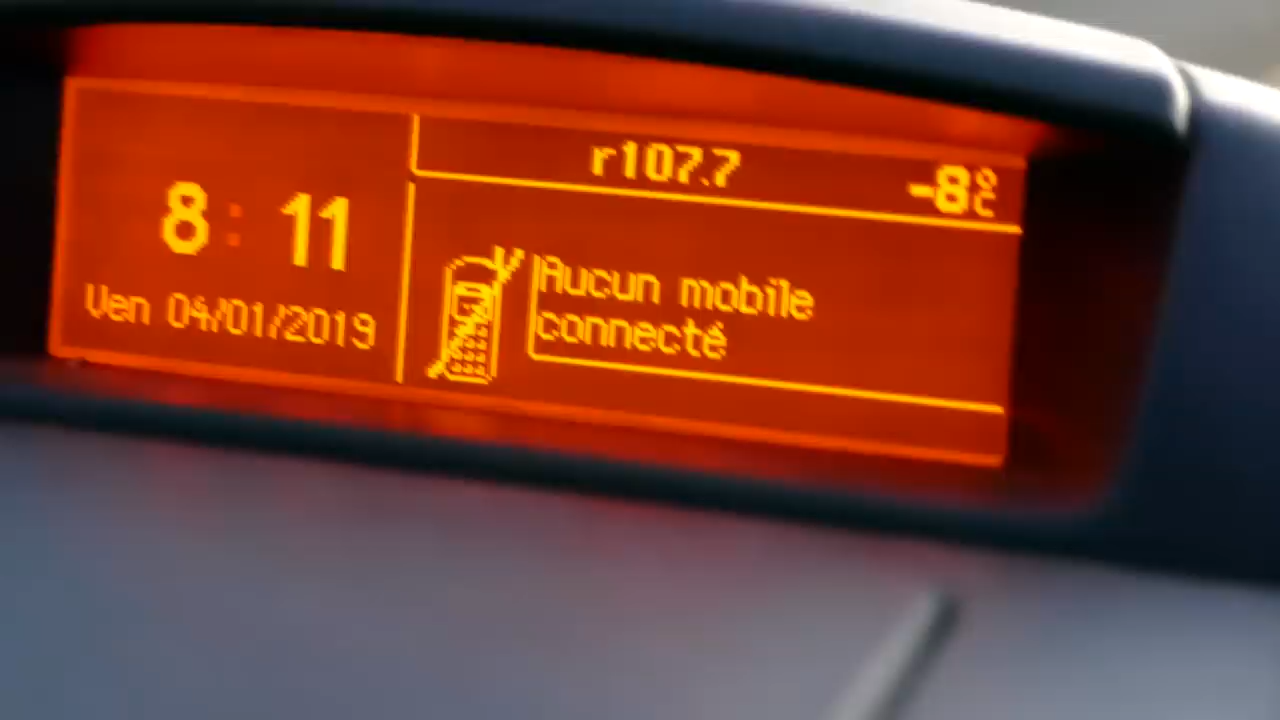 r107.7
-8°C
8:11
Ven 04/01/2019
Aucun mobile
connecté